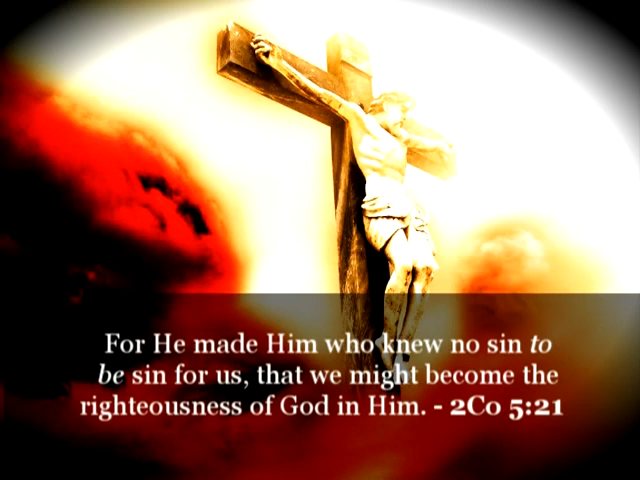 For He made Him who knew no sin to
be sin for us, that we might become the
righteousness of God in Him. - 2Co 5:21